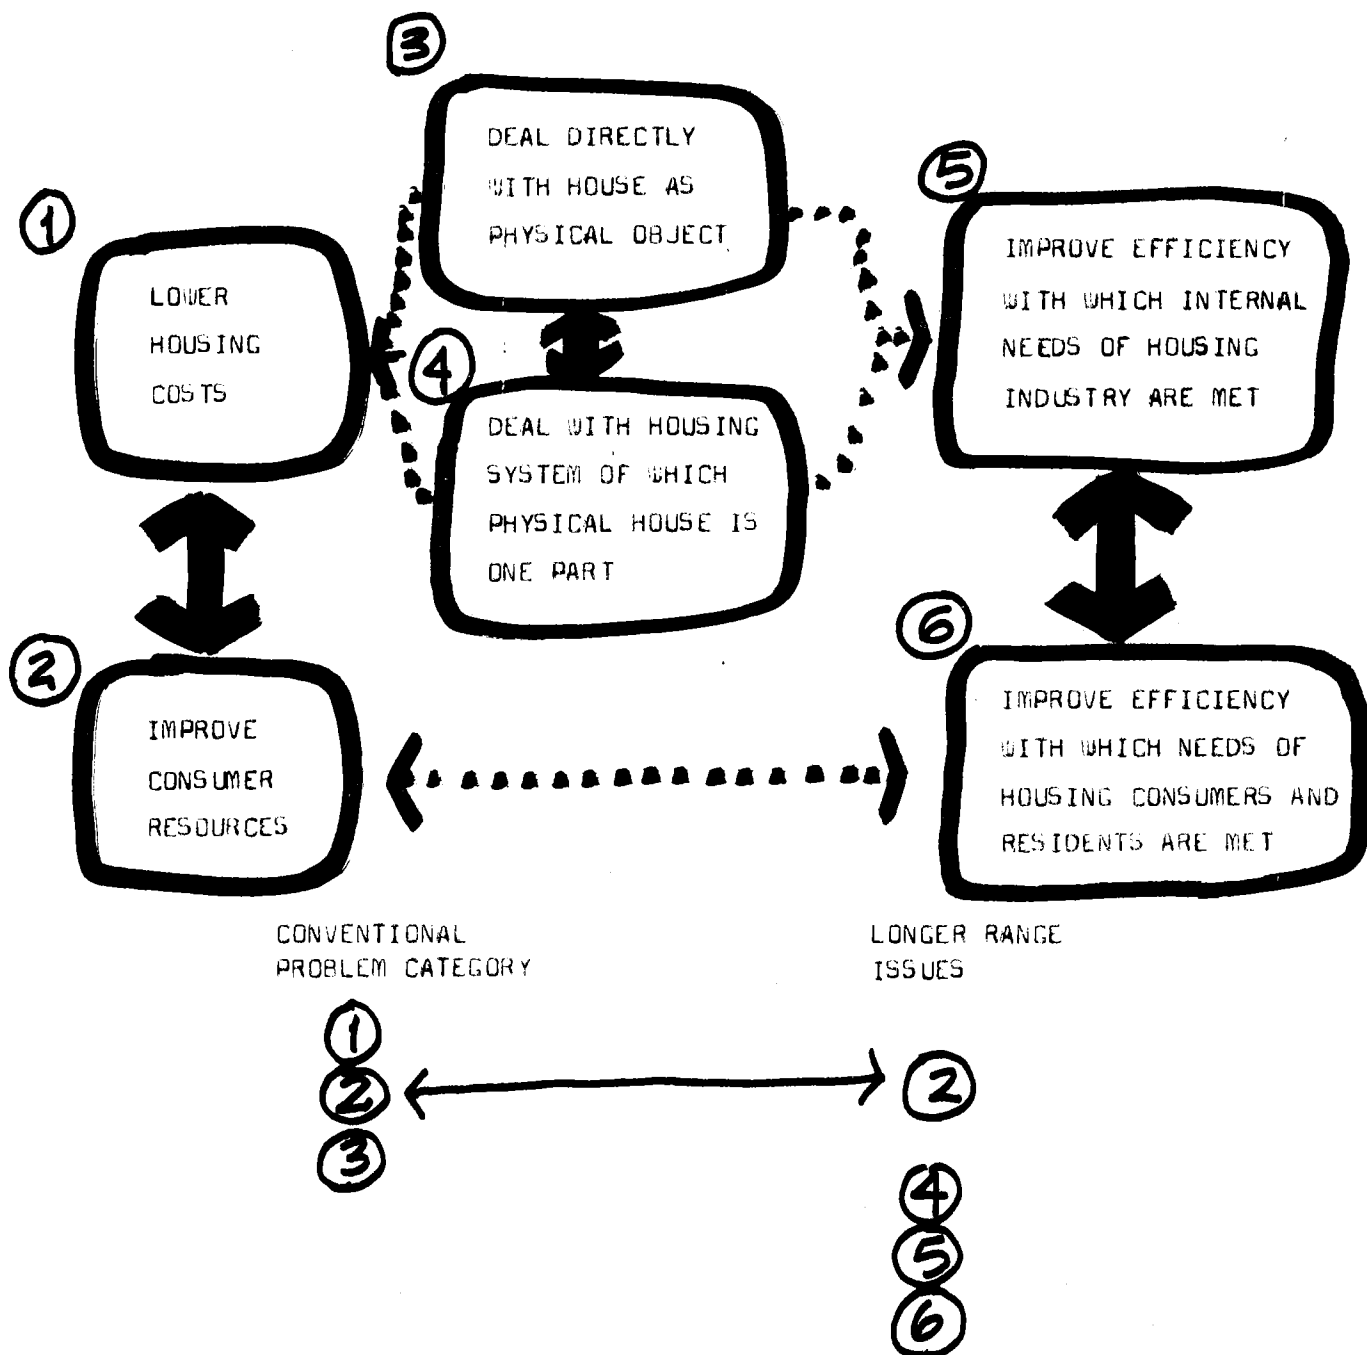 3
DEAL DIRECTLY
WITH HOUSE AS
PHYSICAL OBJECT
1
LOWER
HOUSING
COSTS
4
DEAL WITH HOUSING
SYSTEM OF WHICH
PHYSICAL HOUSE IS
ONE PART
5
IMPROVE EFFICIENCY
WITH WHICH INTERNAL
NEEDS OF HOUSING
INDUSTRY ARE MET
2
IMPROVE
CONSUMER
RESOURCES
6
IMPROVE EFFICIENCY
WITH WHICH NEEDS OF
HOUSING CONSUMERS AND
RESIDENTS ARE MET
CONVENTIONAL
PROBLEM CATEGORY
1
2
3
LONGER RANGE
ISSUES
2
4
5
6